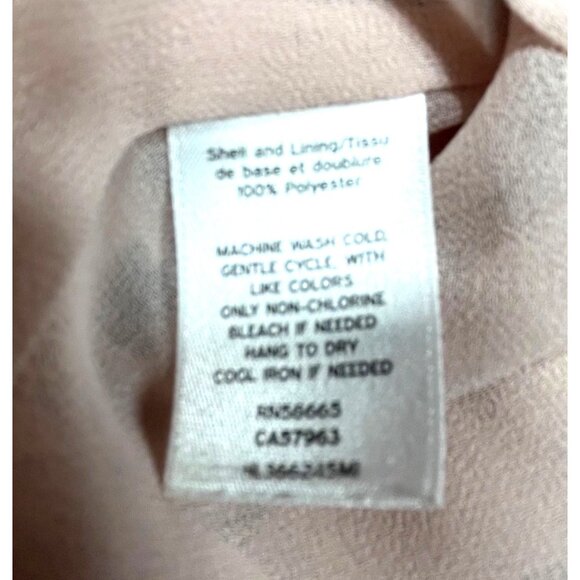 Shell and Lining/Tissu
de base et doublure
100% Polyester
MACHINE WASH COLD,
GENTLE CYCLE, WITH
LIKE COLORS
ONLY NON-CHLORINE
BLEACH IF NEEDED
HANG TO DRY
COOL IRON IF NEEDED
RN56665
CA57963